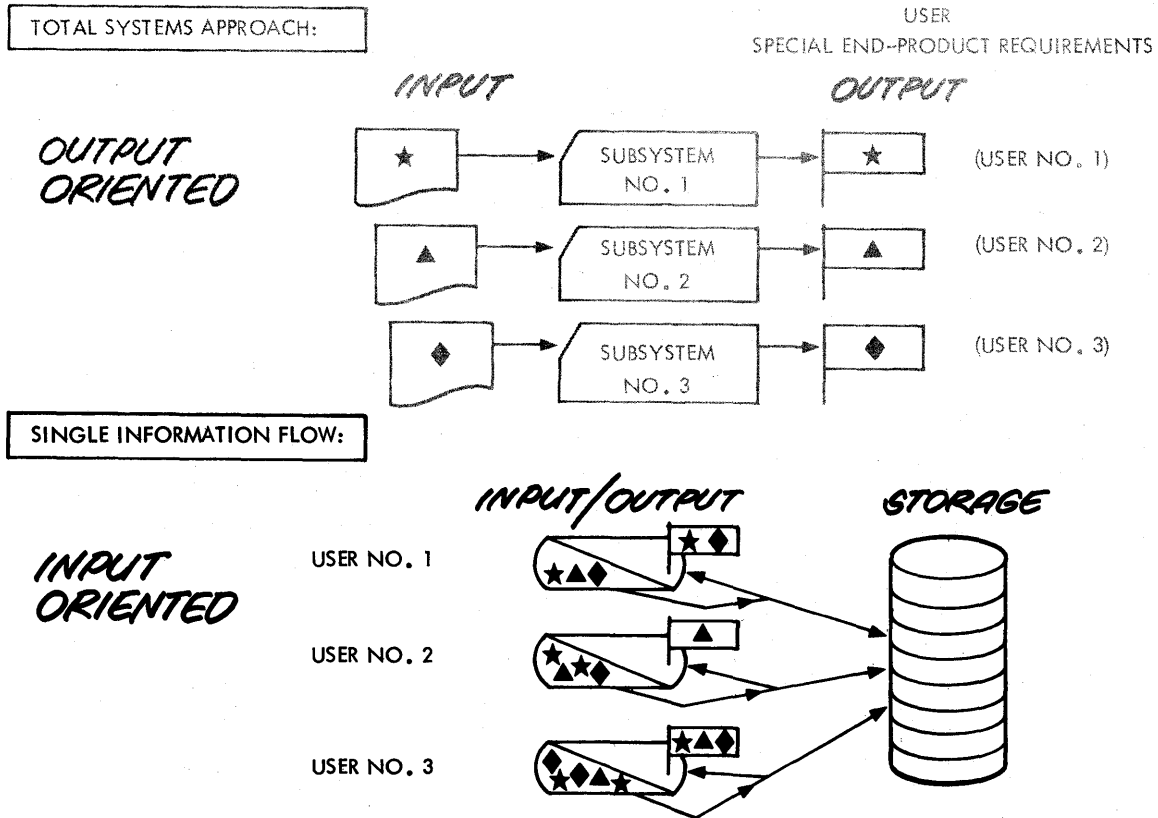 TOTAL SYSTEMS APPROACH:
USER
SPECIAL END-PRODUCT REQUIREMENTS
INPUT
OUTPUT
OUTPUT
ORIENTED
SUBSYSTEM
NO. 1
(USER NO. 1)
SUBSYSTEM
NO. 2
(USER NO. 2)
SUBSYSTEM
NO. 3
(USER NO. 3)
SINGLE INFORMATION FLOW:
INPUT/OUTPUT
STORAGE
INPUT
ORIENTED
USER NO. 1
USER NO. 2
USER NO. 3